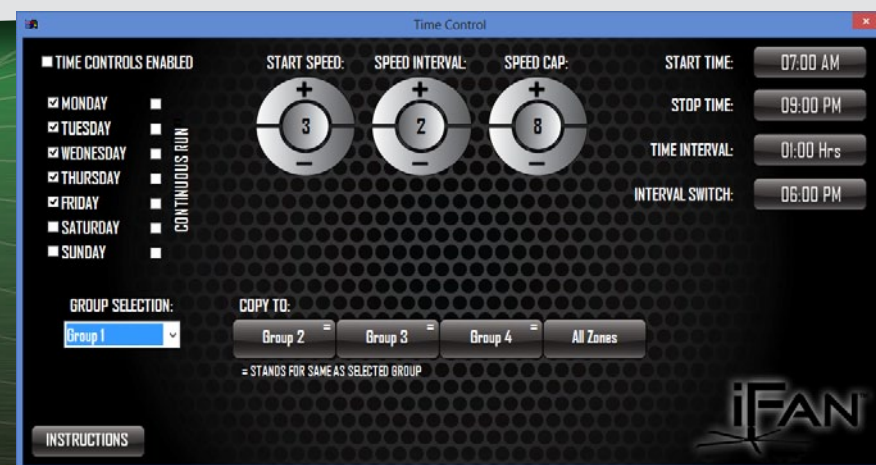 Time Control
TIME CONTROLS ENABLED
MONDAY
TUESDAY
WEDNESDAY
THURSDAY
FRIDAY
SATURDAY
SUNDAY
CONTINUOUS RUN
START SPEED:
3
SPEED INTERVAL:
2
SPEED CAP:
8
START TIME: 07:00 AM
STOP TIME: 09:00 PM
TIME INTERVAL: 01:00 Hrs
INTERVAL SWITCH: 06:00 PM
GROUP SELECTION:
Group 1
COPY TO:
Group 2 = Group 3 = Group 4 = All Zones
= STANDS FOR SAME AS SELECTED GROUP
INSTRUCTIONS
iFAN™